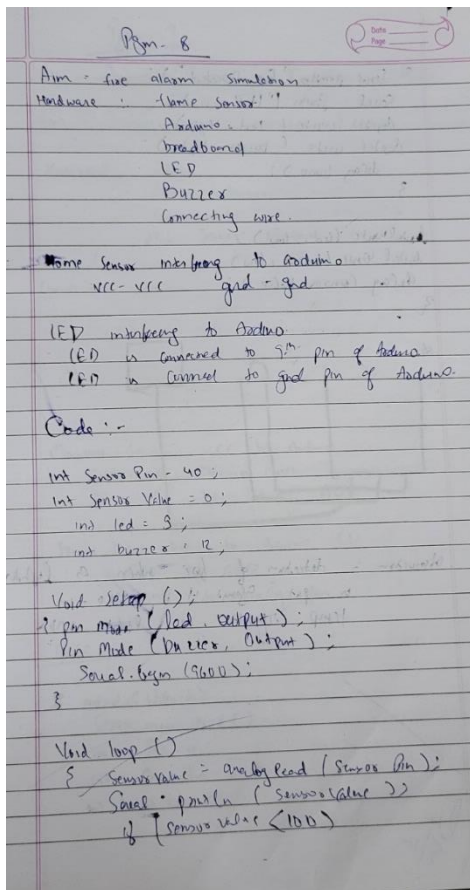 Pgm - 8
Date
Page
Aim - fire alarm Simulation
Hardware : flame sensor
Arduino
breadboard
LED
Buzzer
Connecting wire.
flame Sensor interfacing to arduino
VCC - VCC gnd - gnd
LED interfacing to Arduino
LED is connected to 9th pin of Arduino
LED is connected to gnd pin of Arduino.
Code :-
int Sensor Pin - 40 ;
int Sensor Value = 0 ;
int led = 9 ;
int buzzer = 12 ;
Void setup () ;
{ pin mode ( led , output ) ;
Pin Mode ( buzzer, Output ) ;
Serial.begin (9600) ;
}
Void loop ()
{ Sensor value = analog Read ( Sensor Pin ) ;
Serial . println ( Sensor Value ) ;
if ( sensor value < 100 )